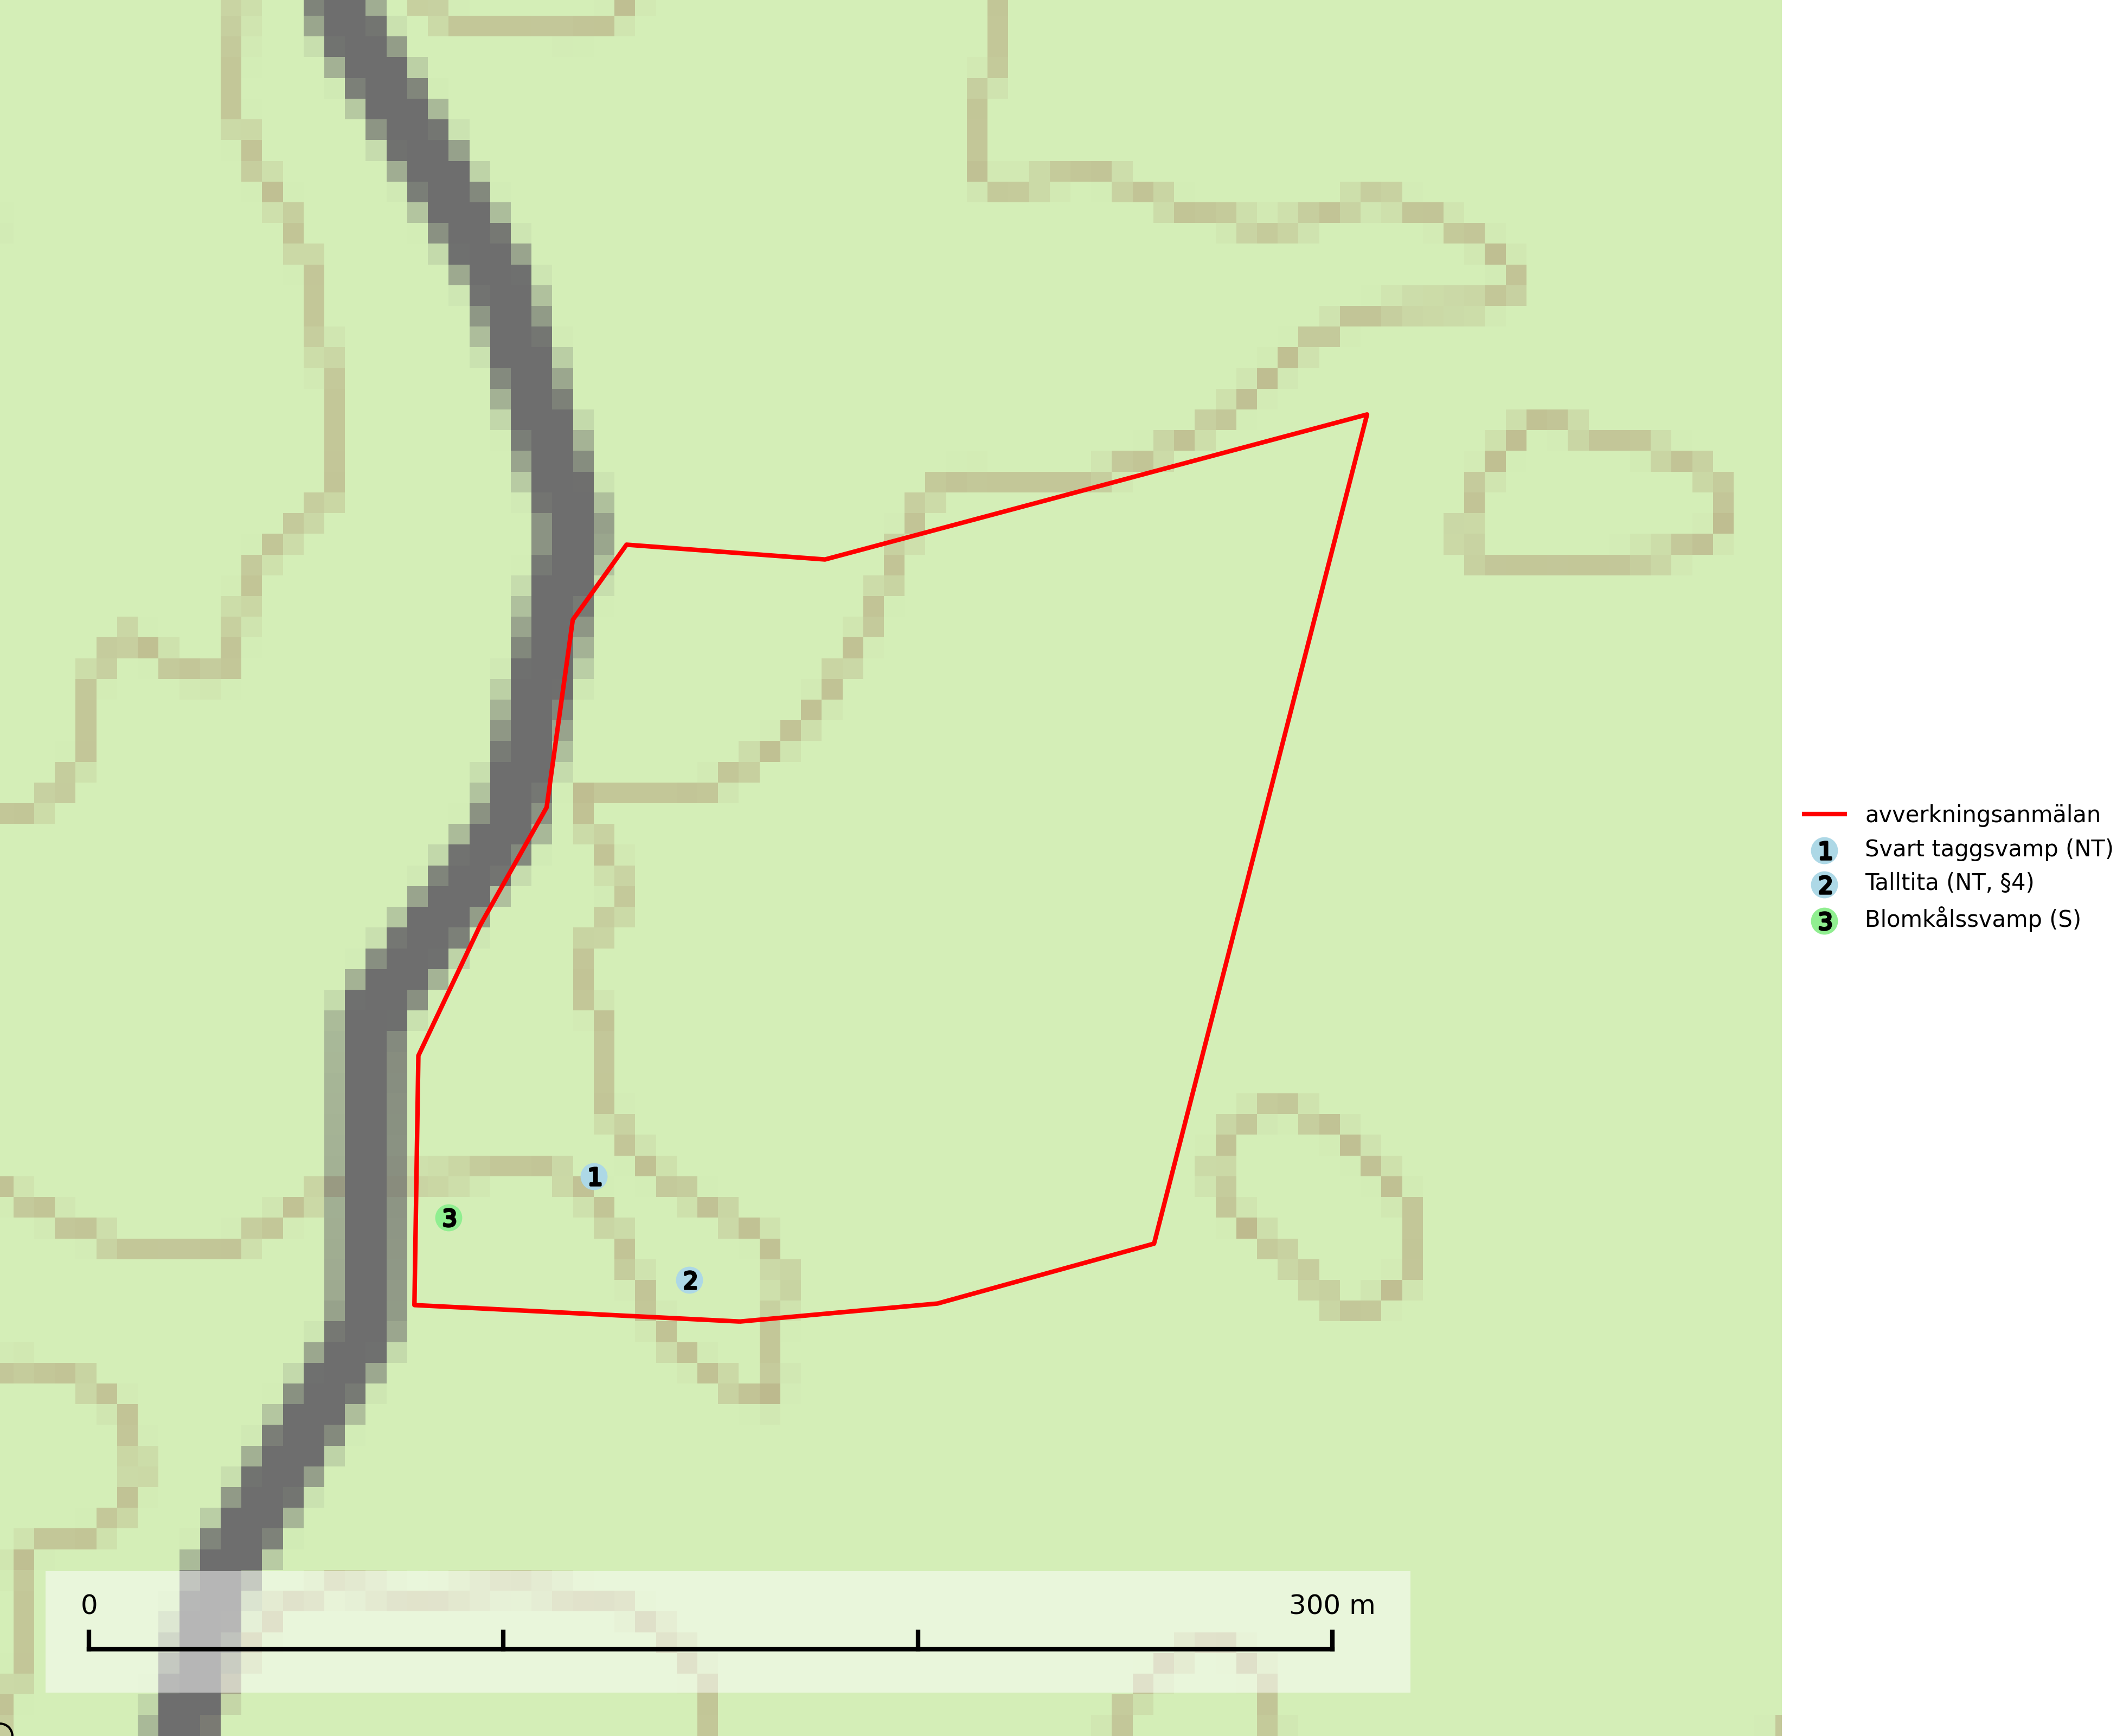 1
3
2
0
300 m
avverkningsanmälan
1 Svart taggsvamp (NT)
2 Talltita (NT, §4)
3 Blomkålssvamp (S)